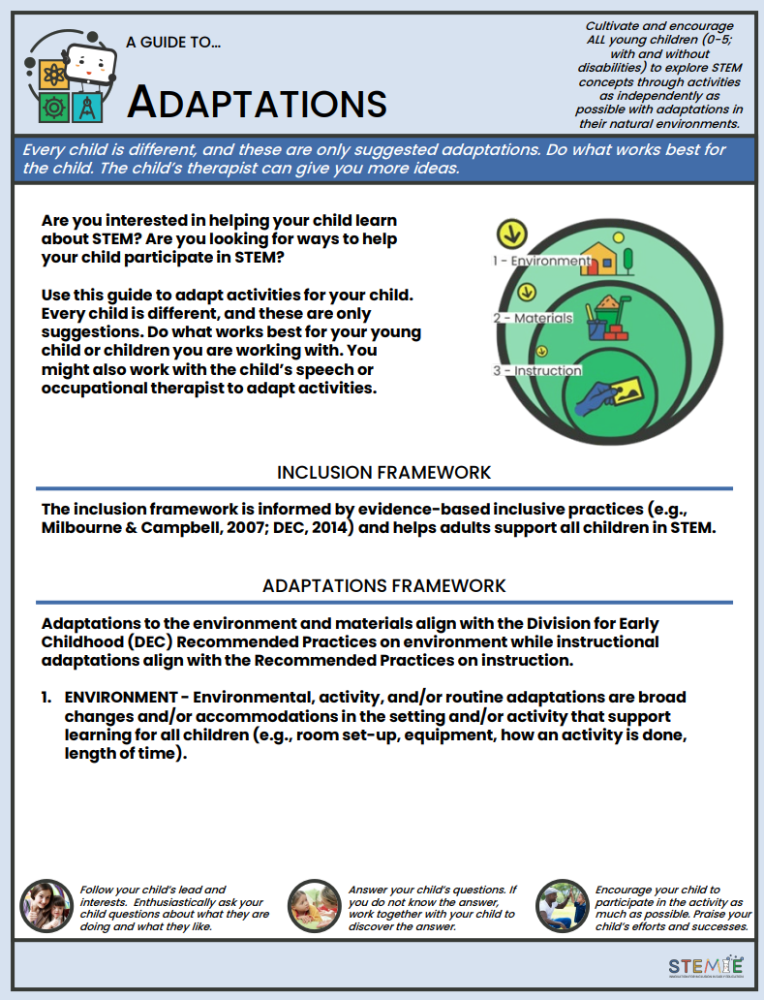 A GUIDE TO...
ADAPTATIONS
Cultivate and encourage
ALL young children (0-5;
with and without
disabilities) to explore STEM
concepts through activities
as independently as
possible with adaptations in
their natural environments.
Every child is different, and these are only suggested adaptations. Do what works best for
the child. The child's therapist can give you more ideas.
Are you interested in helping your child learn
about STEM? Are you looking for ways to help
your child participate in STEM?
Use this guide to adapt activities for your child.
Every child is different, and these are only
suggestions. Do what works best for your young
child or children you are working with. You
might also work with the child's speech or
occupational therapist to adapt activities.
1 - Environment
2 - Materials
3 - Instruction
INCLUSION FRAMEWORK
The inclusion framework is informed by evidence-based inclusive practices (e.g.,
Milbourne & Campbell, 2007; DEC, 2014) and helps adults support all children in STEM.
ADAPTATIONS FRAMEWORK
Adaptations to the environment and materials align with the Division for Early
Childhood (DEC) Recommended Practices on environment while instructional
adaptations align with the Recommended Practices on instruction.
1. ENVIRONMENT - Environmental, activity, and/or routine adaptations are broad
changes and/or accommodations in the setting and/or activity that support
learning for all children (e.g., room set-up, equipment, how an activity is done,
length of time).
Follow your child's lead and
interests. Enthusiastically ask your
child questions about what they are
doing and what they like.
Answer your child's questions. If
you do not know the answer,
work together with your child to
discover the answer.
Encourage your child to
participate in the activity as
much as possible. Praise your
child's efforts and successes.
STEMIE